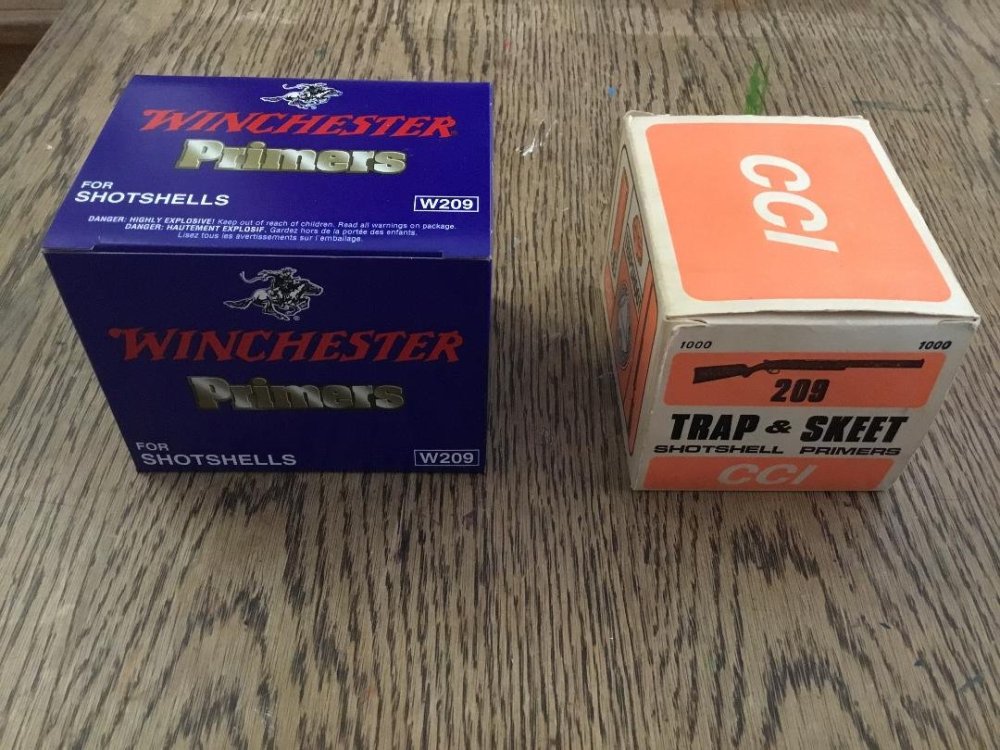 WINCHESTER
Primers
FOR
SHOTSHELLS
W209
DANGER: HIGHLY EXPLOSIVE! Keep out of reach of children. Read all warnings on package.
DANGER: HAUTEMENT EXPLOSIF. Gardez hors de la portée des enfants.
Lisez tous les avertissements sur l'emballage.
WINCHESTER
Primers
FOR
SHOTSHELLS
W209
CCI
1000 1000
209
TRAP & SKEET
SHOTSHELL PRIMERS
CCI